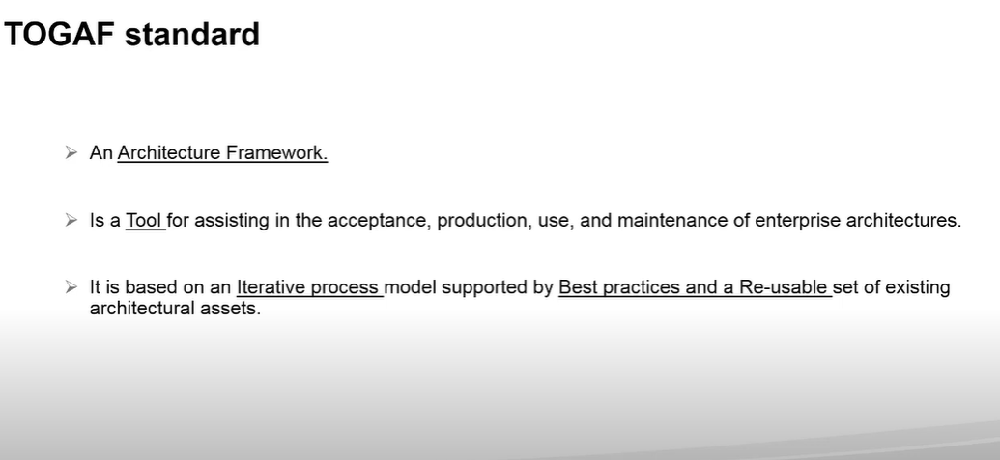 TOGAF standard
An Architecture Framework.
Is a Tool for assisting in the acceptance, production, use, and maintenance of enterprise architectures.
It is based on an Iterative process model supported by Best practices and a Re-usable set of existing
architectural assets.